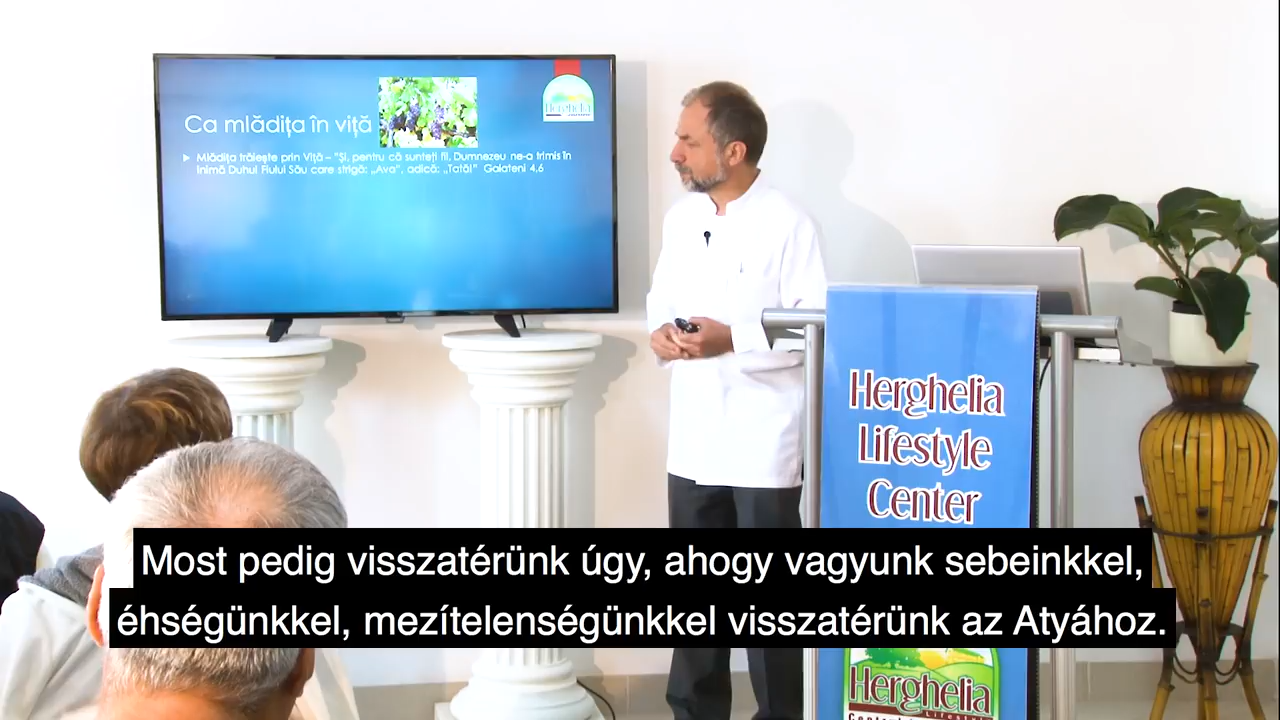 Herghelia
Ca mlădița în viță
Mlădița trăiește prin Viță – "Și, pentru că sunteți fii, Dumnezeu ne-a trimis în
inimă Duhul Fiului Său care strigă: „Ava", adică: „Tată!" Galateni 4,6
Herghelia
Lifestyle
Center
Most pedig visszatérünk úgy, ahogy vagyunk sebeinkkel,
éhségünkkel, mezítelenségünkkel visszatérünk az Atyához.
Herghelia
Lifestyle